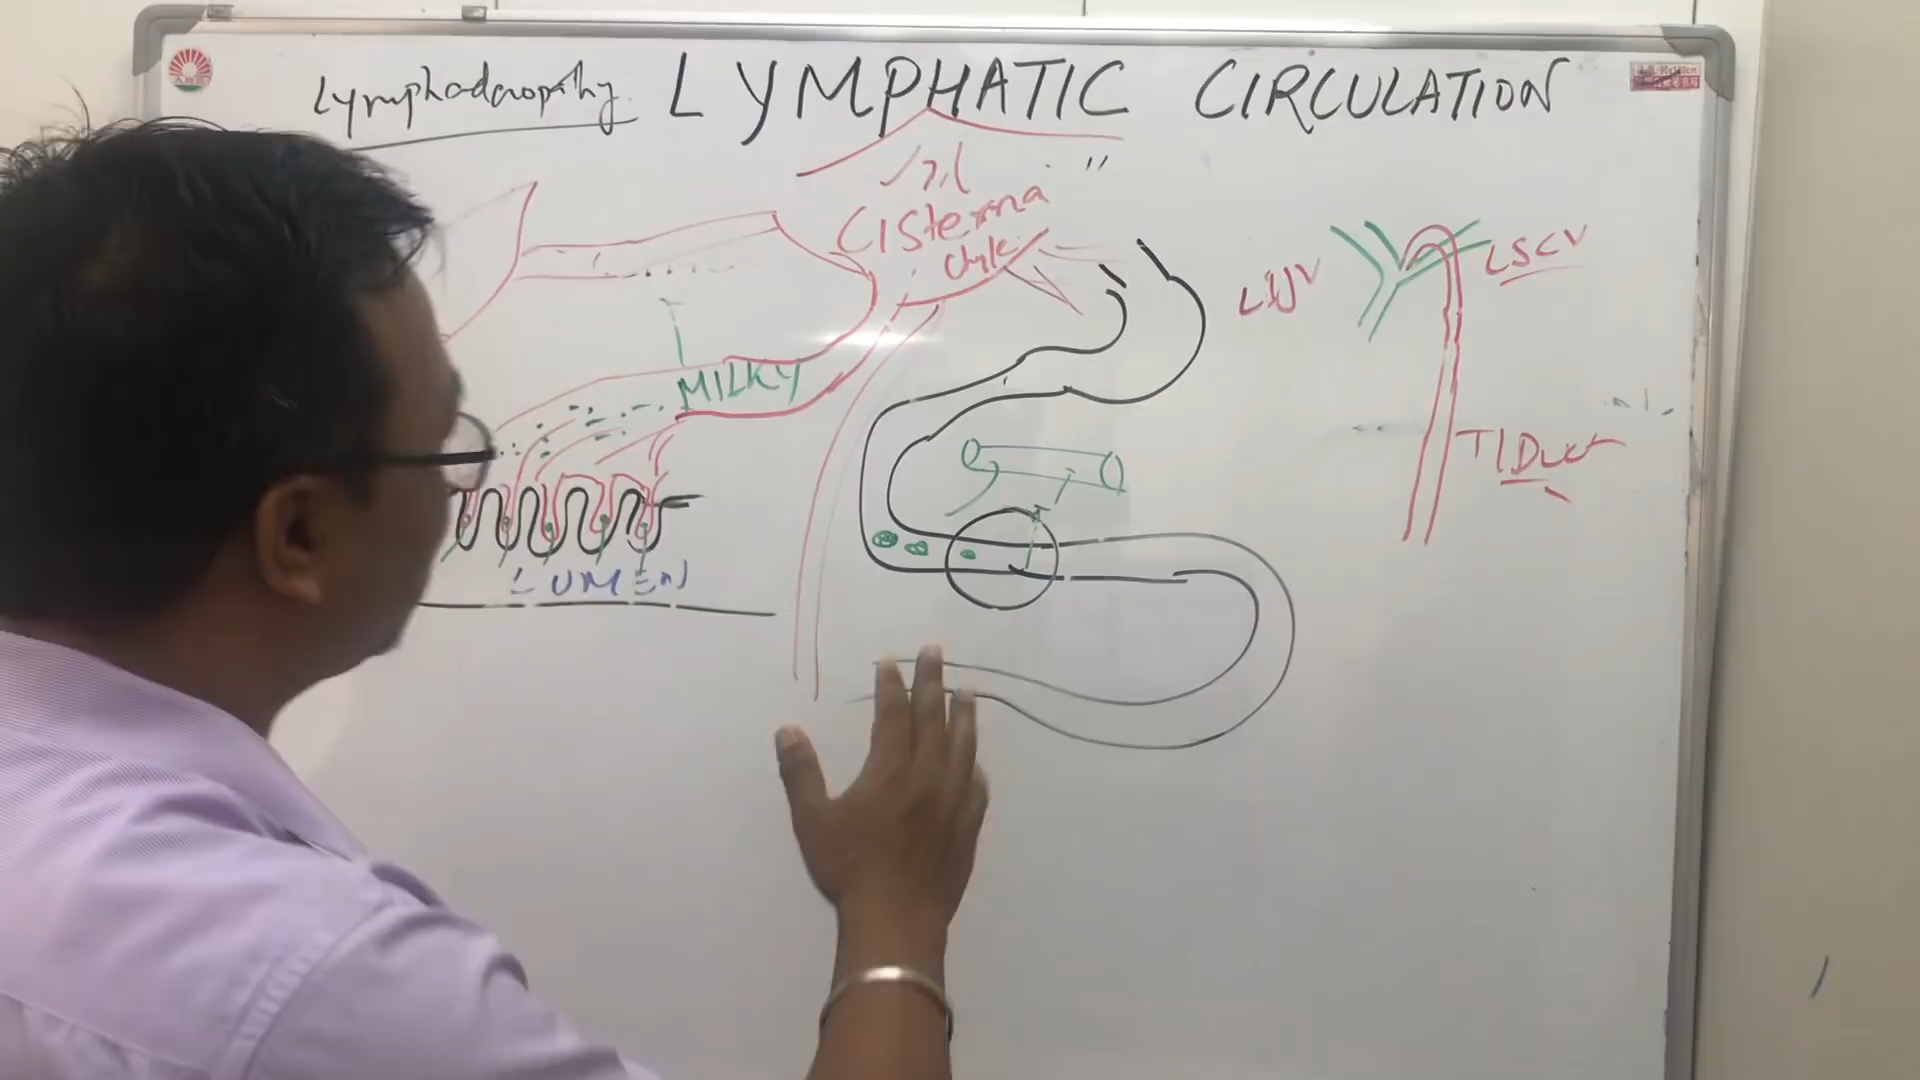 Lymphadenopathy LYMPHATIC CIRCULATION
Cisterna
chyle
LSCV
LIJV
MILKY
T/Duct
LUMEN